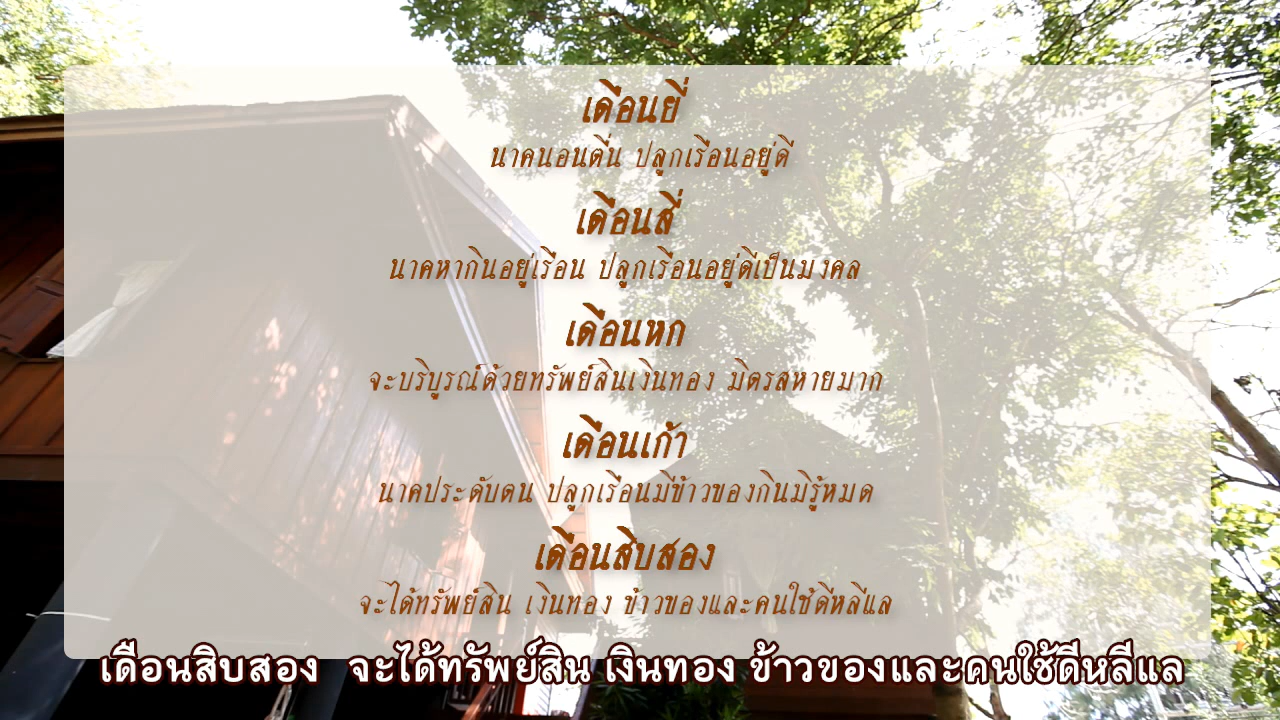 เดือนยี่
นาคนอนตื่น ปลูกเรือนอยู่ดี
เดือนสี่
นาคหากินอยู่เรือน ปลูกเรือนอยู่ดีเป็นมงคล
เดือนหก
จะบริบูรณ์ด้วยทรัพย์สินเงินทอง มิตรสหายมาก
เดือนเก้า
นาคประดับตน ปลูกเรือนมีข้าวของกินมิรู้หมด
เดือนสิบสอง
จะได้ทรัพย์สิน เงินทอง ข้าวของและคนใช้ดีหลีแล
เดือนสิบสอง จะได้ทรัพย์สิน เงินทอง ข้าวของและคนใช้ดีหลีแล